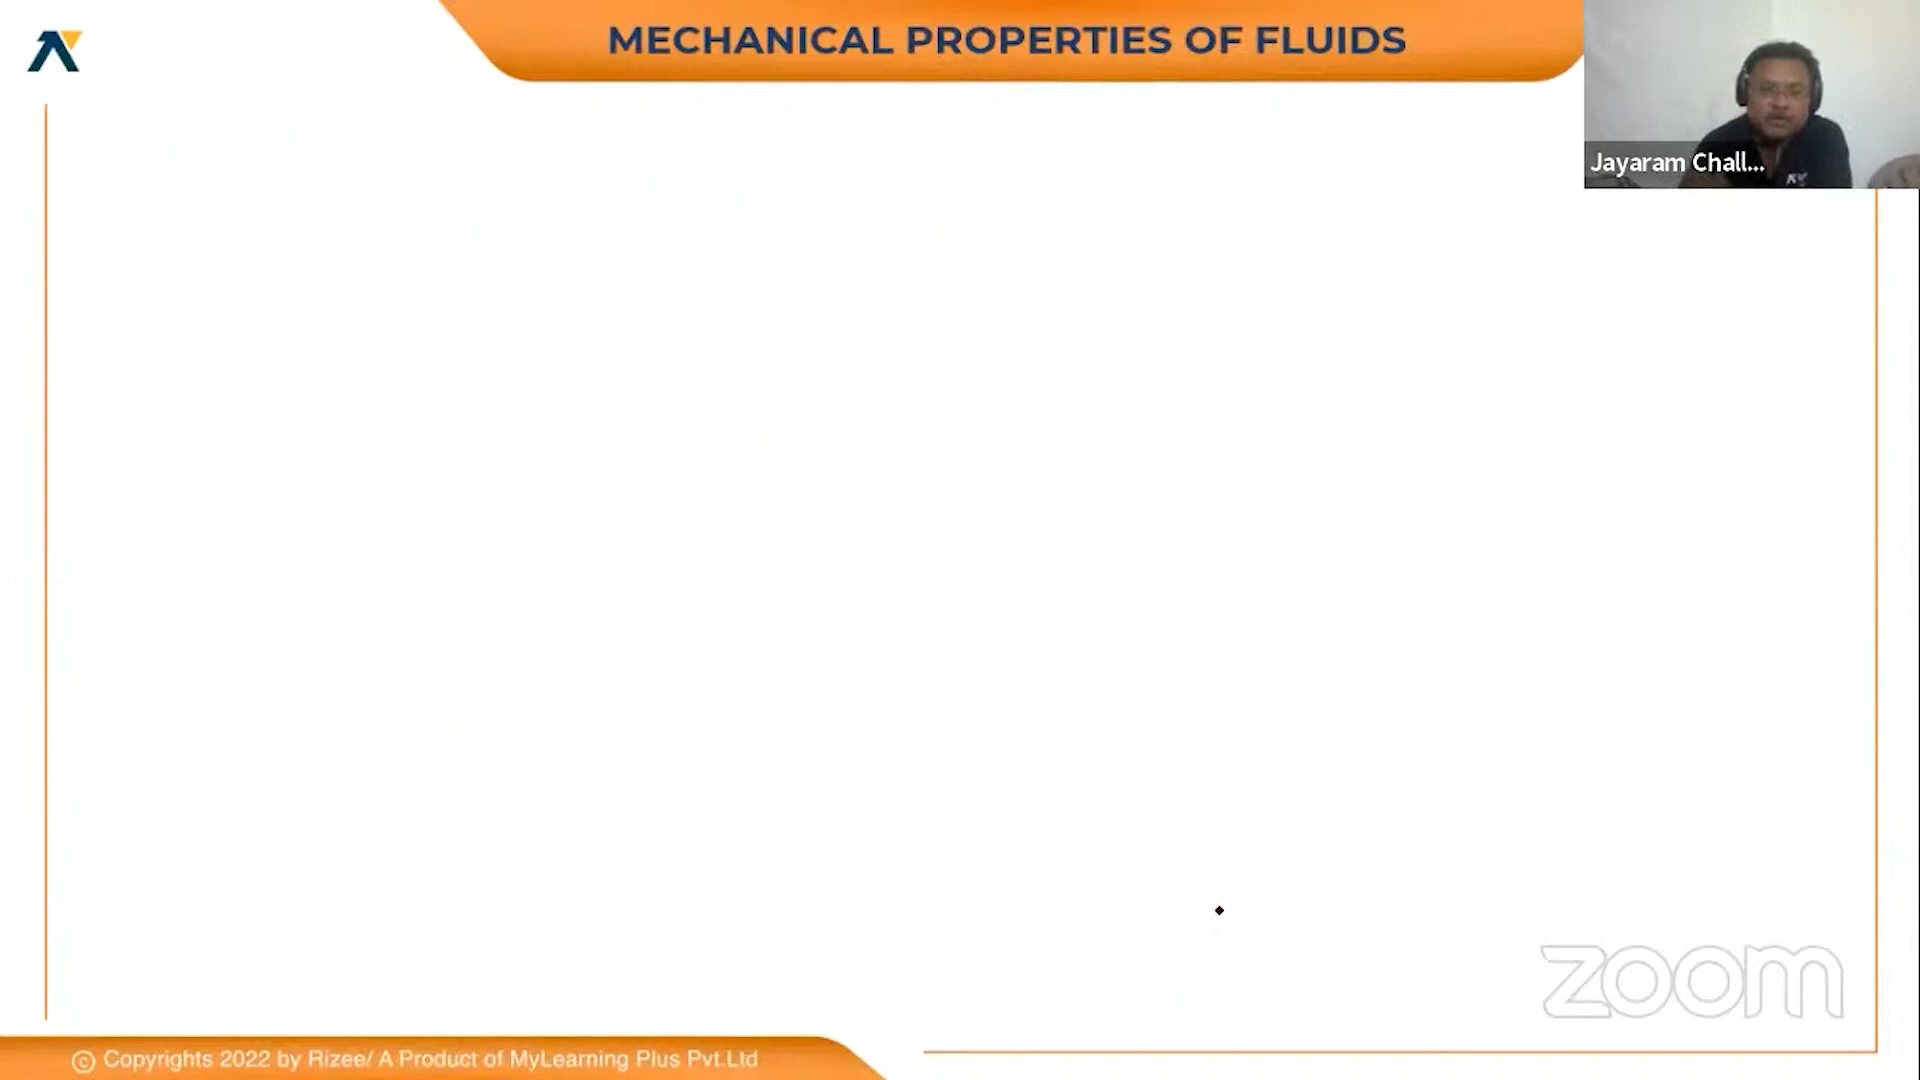 MECHANICAL PROPERTIES OF FLUIDS
Jayaram Chall...
zoom
© Copyrights 2022 by Rizee/ A Product of MyLearning Plus Pvt.Ltd